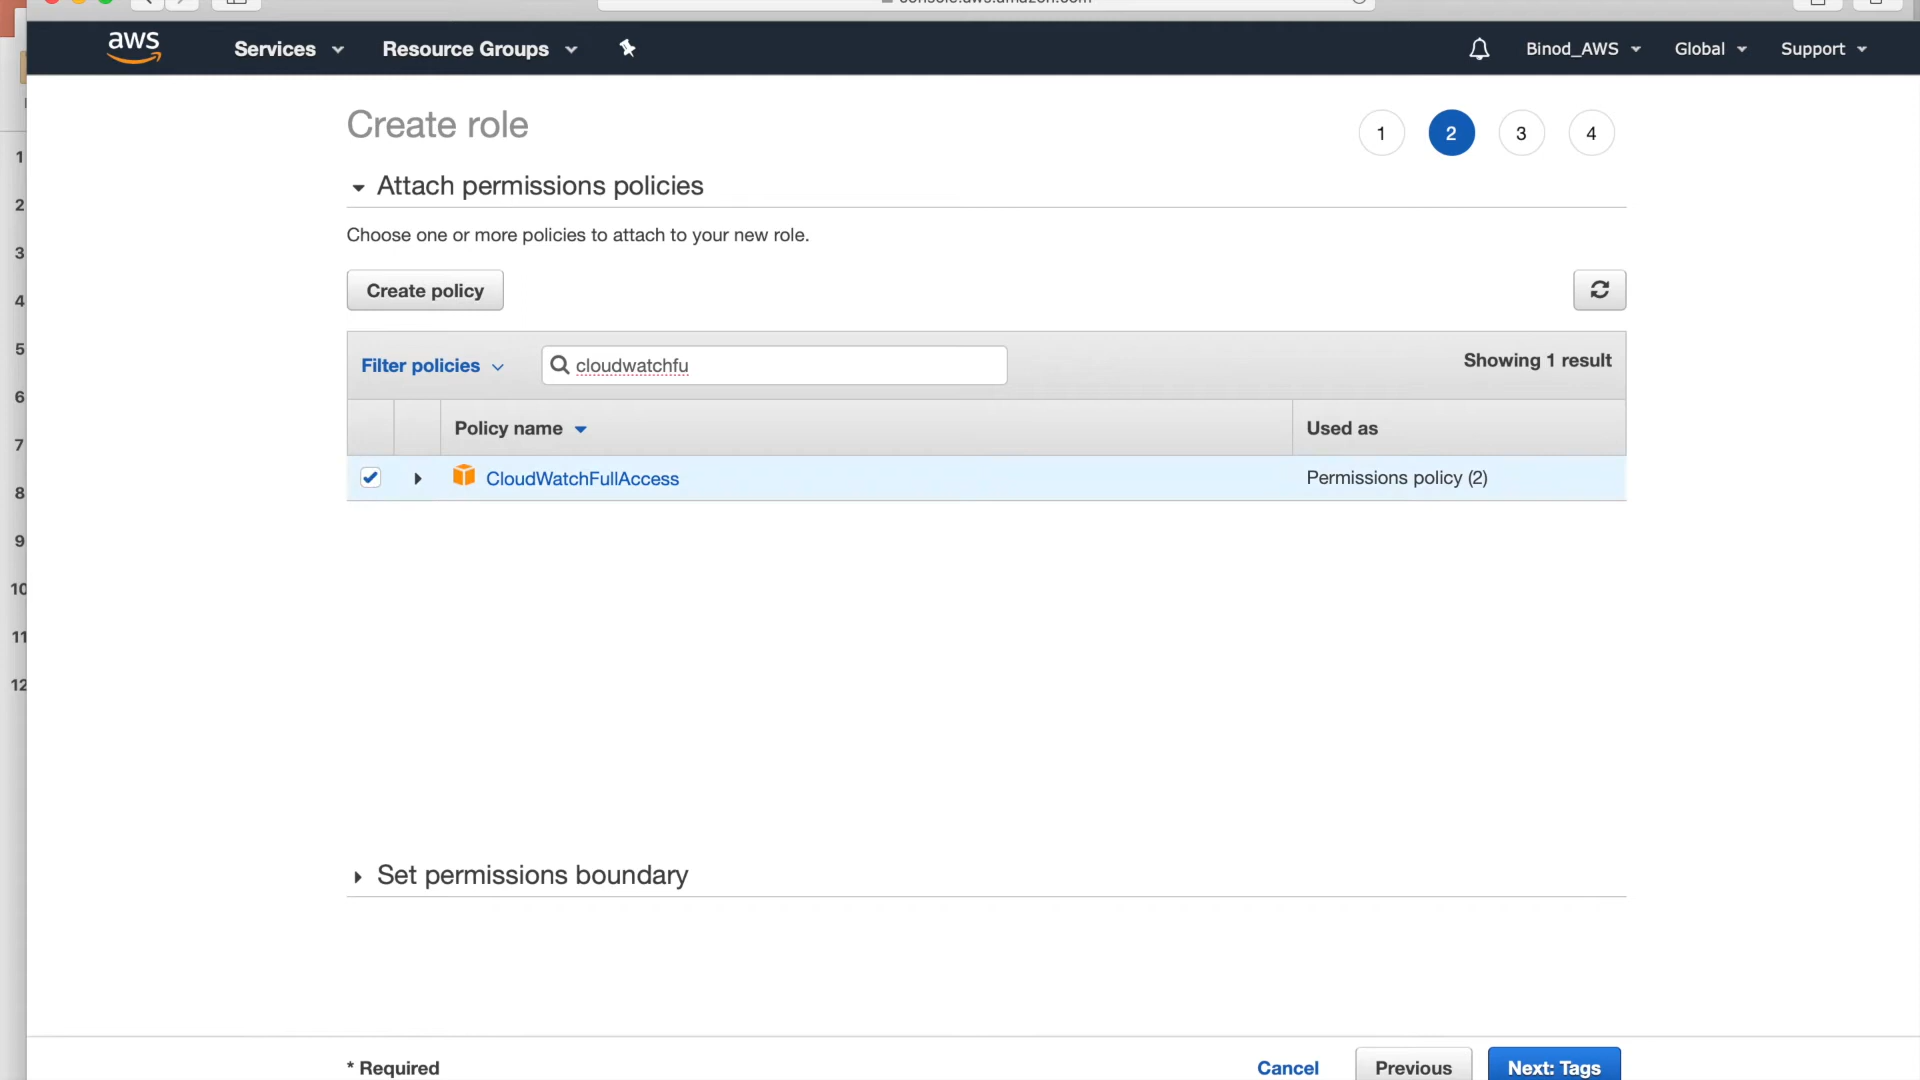 aws
Services
Resource Groups
Binod_AWS
Global
Support
Create role
1
2
3
4
Attach permissions policies
Choose one or more policies to attach to your new role.
Create policy
Filter policies
cloudwatchfu
Showing 1 result
Policy name
Used as
CloudWatchFullAccess
Permissions policy (2)
Set permissions boundary
* Required
Cancel
Previous
Next: Tags
1
2
3
4
5
6
7
8
9
10
11
12